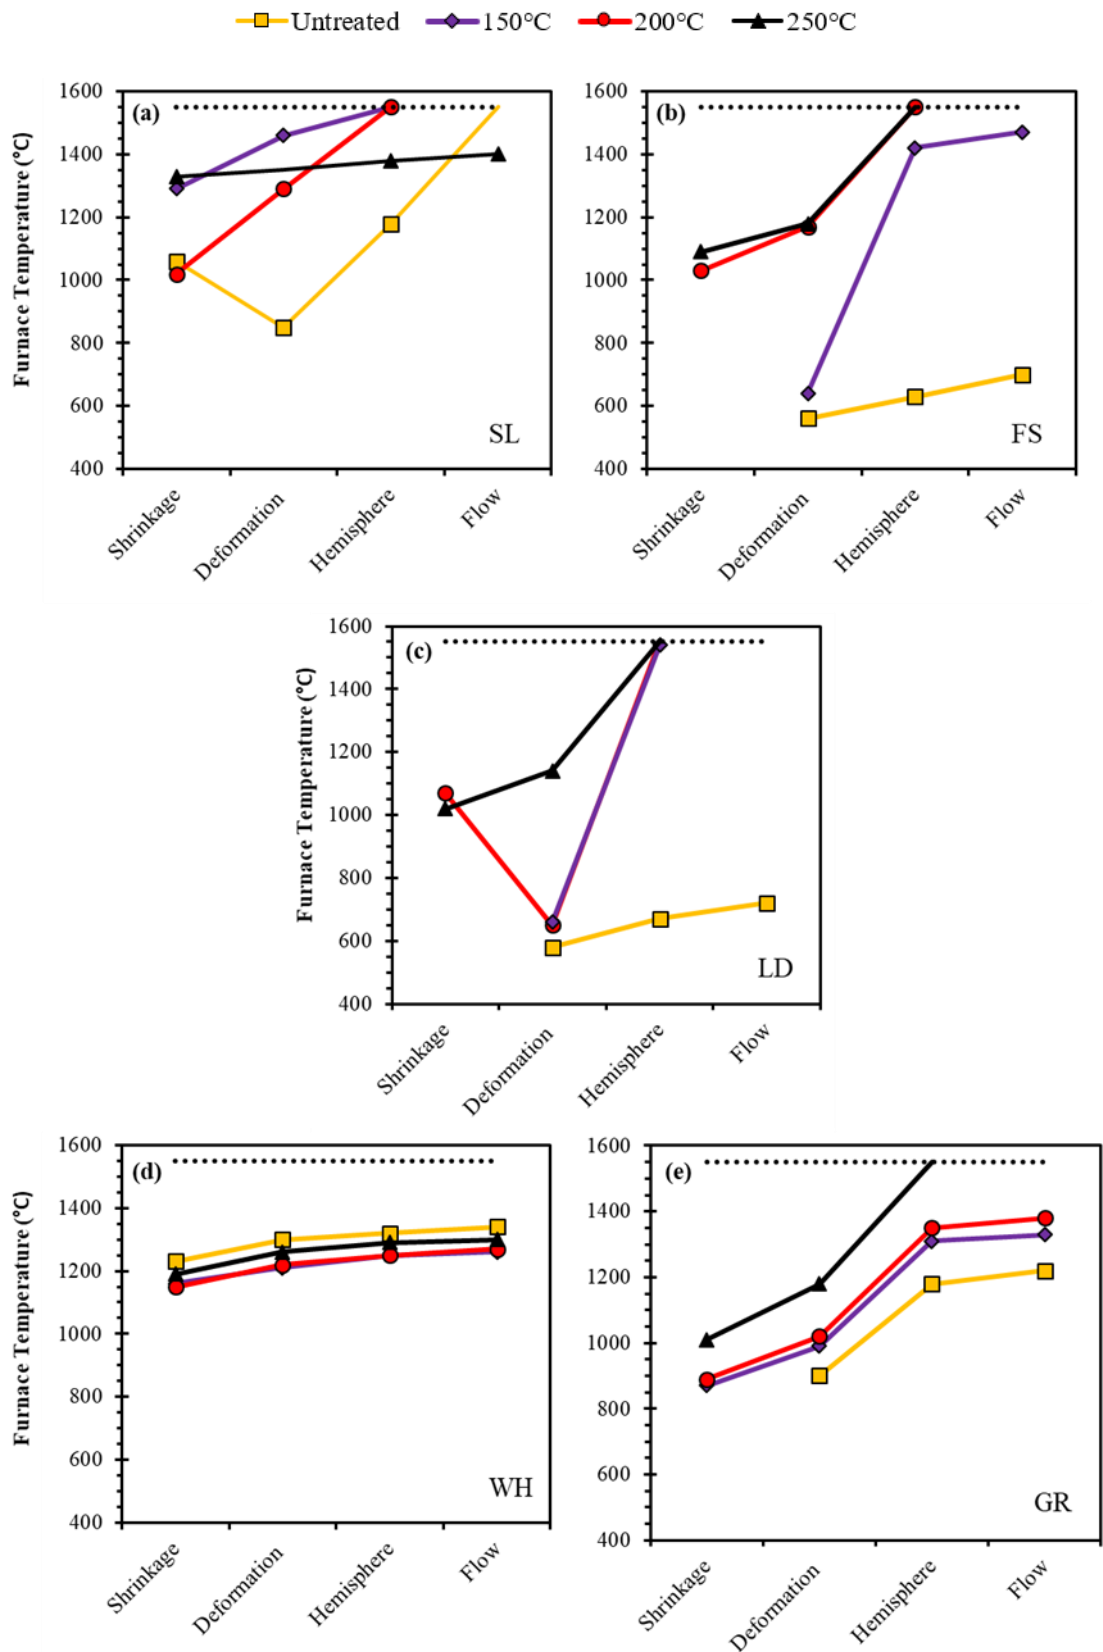 Untreated 150°C 200°C 250°C
(a)
Furnace Temperature (°C)
1600
1400
1200
1000
800
600
400
SL
Shrinkage
Deformation
Hemisphere
Flow
(b)
1600
1400
1200
1000
800
600
400
FS
Shrinkage
Deformation
Hemisphere
Flow
(c)
Furnace Temperature (°C)
1600
1400
1200
1000
800
600
400
LD
Shrinkage
Deformation
Hemisphere
Flow
(d)
Furnace Temperature (°C)
1600
1400
1200
1000
800
600
400
WH
Shrinkage
Deformation
Hemisphere
Flow
(e)
1600
1400
1200
1000
800
600
400
GR
Shrinkage
Deformation
Hemisphere
Flow